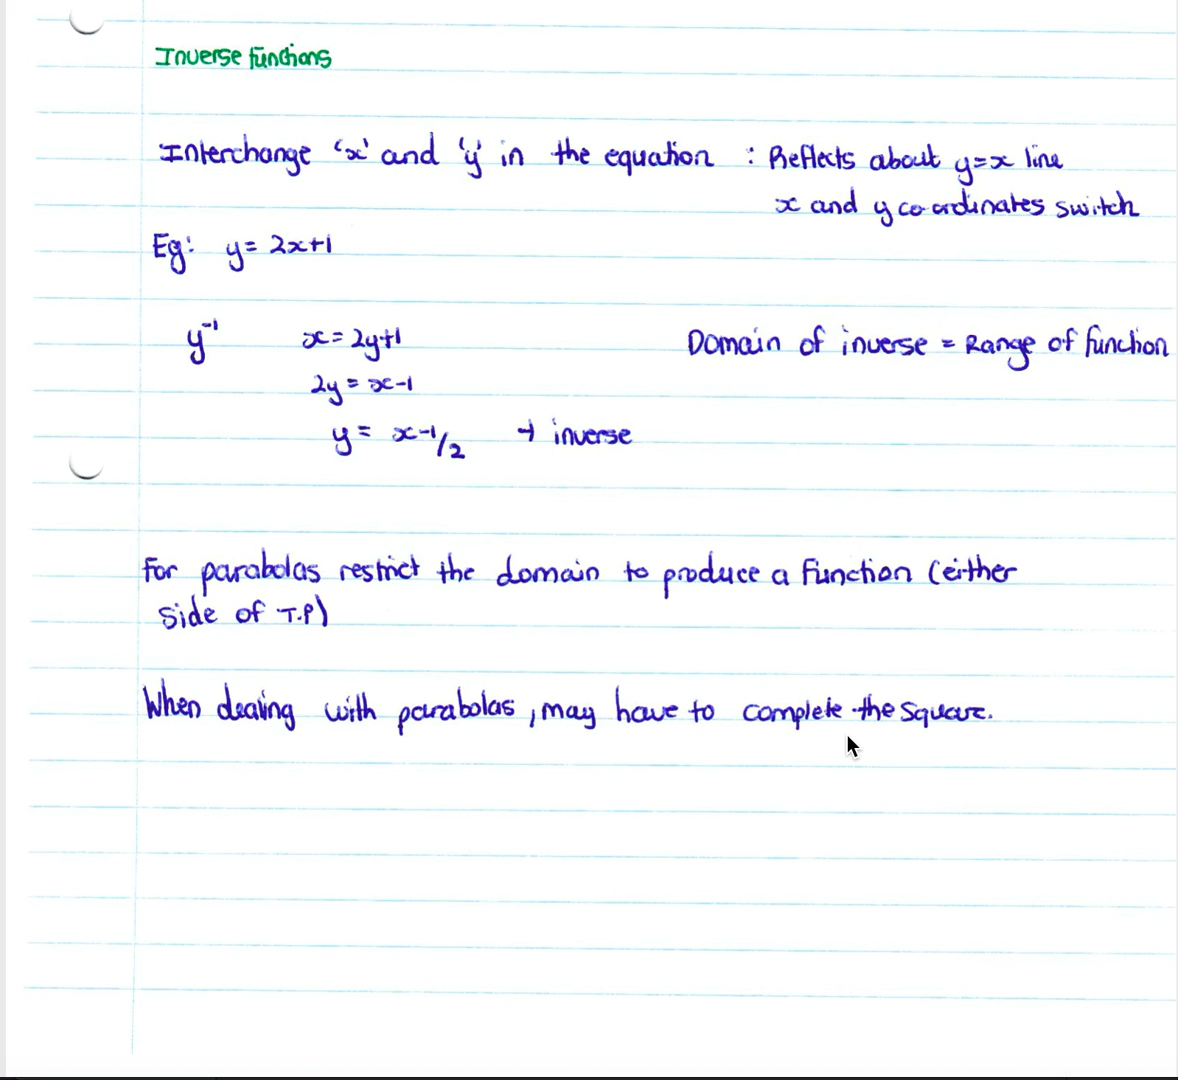 Inverse functions
Interchange 'x' and 'y' in the equation : Reflects about y=x line
x and y co-ordinates switch
Eg: y= 2x+1
y⁻¹ x= 2y+1 Domain of inverse = Range of function
2y = x-1
y = x-1/2 → inverse
For parabolas restrict the domain to produce a function (either
side of T.P)
When dealing with parabolas, may have to complete the square.